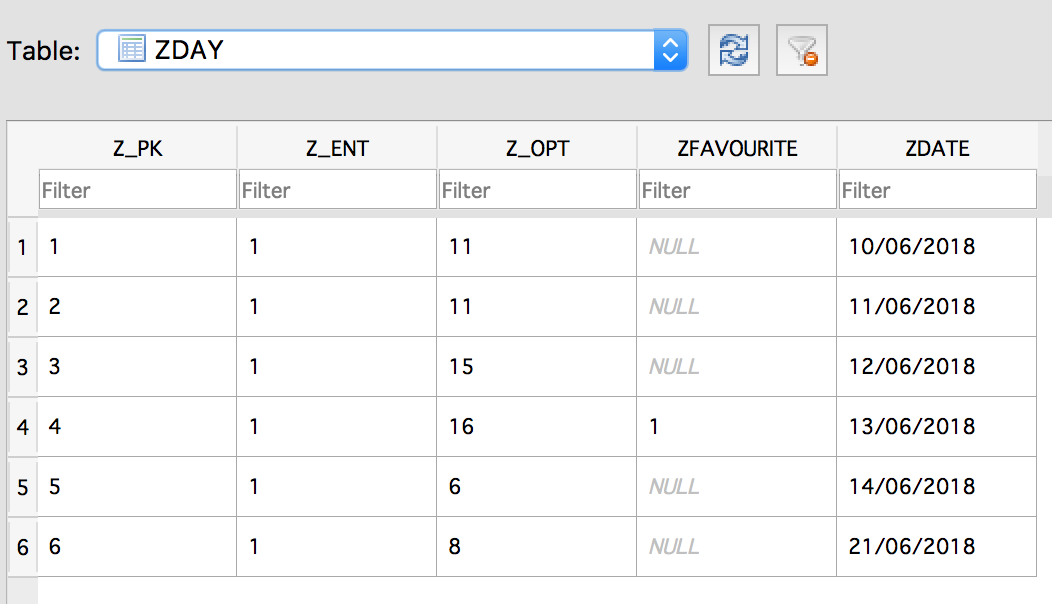 Table: ZDAY
Z_PK Z_ENT Z_OPT ZFAVOURITE ZDATE
Filter Filter Filter Filter Filter
1 1 1 11 NULL 10/06/2018
2 2 1 11 NULL 11/06/2018
3 3 1 15 NULL 12/06/2018
4 4 1 16 1 13/06/2018
5 5 1 6 NULL 14/06/2018
6 6 1 8 NULL 21/06/2018